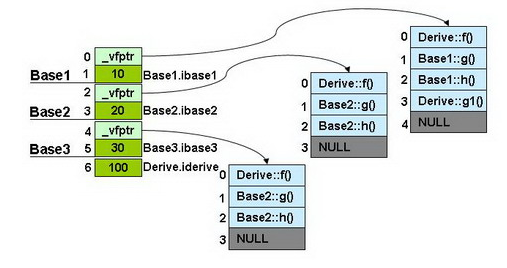 0 _vfptr
Base1 1 10 Base1.ibase1
2 _vfptr
Base2 3 20 Base2.ibase2
4 _vfptr
Base3 5 30 Base3.ibase3
6 100 Derive.iderive
0 Derive::f()
1 Base1::g()
2 Base1::h()
3 Derive::g1()
4 NULL
0 Derive::f()
1 Base2::g()
2 Base2::h()
3 NULL
0 Derive::f()
1 Base2::g()
2 Base2::h()
3 NULL